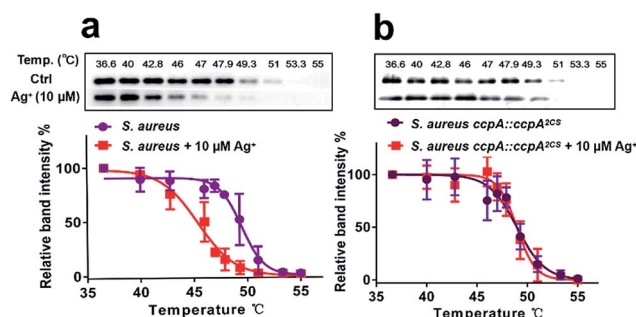 a
Temp. (℃) 36.6 40 42.8 46 47 47.9 49.3 51 53.3 55
Ctrl
Ag⁺ (10 μM)
S. aureus
S. aureus + 10 μM Ag⁺
Relative band intensity %
100
50
0
35 40 45 50 55
Temperature ℃
b
36.6 40 42.8 46 47 47.9 49.3 51 53.3 55
S. aureus ccpA::ccpA²ᶜˢ
S. aureus ccpA::ccpA²ᶜˢ + 10 μM Ag⁺
Relative band intensity %
100
50
0
35 40 45 50 55
Temperature ℃